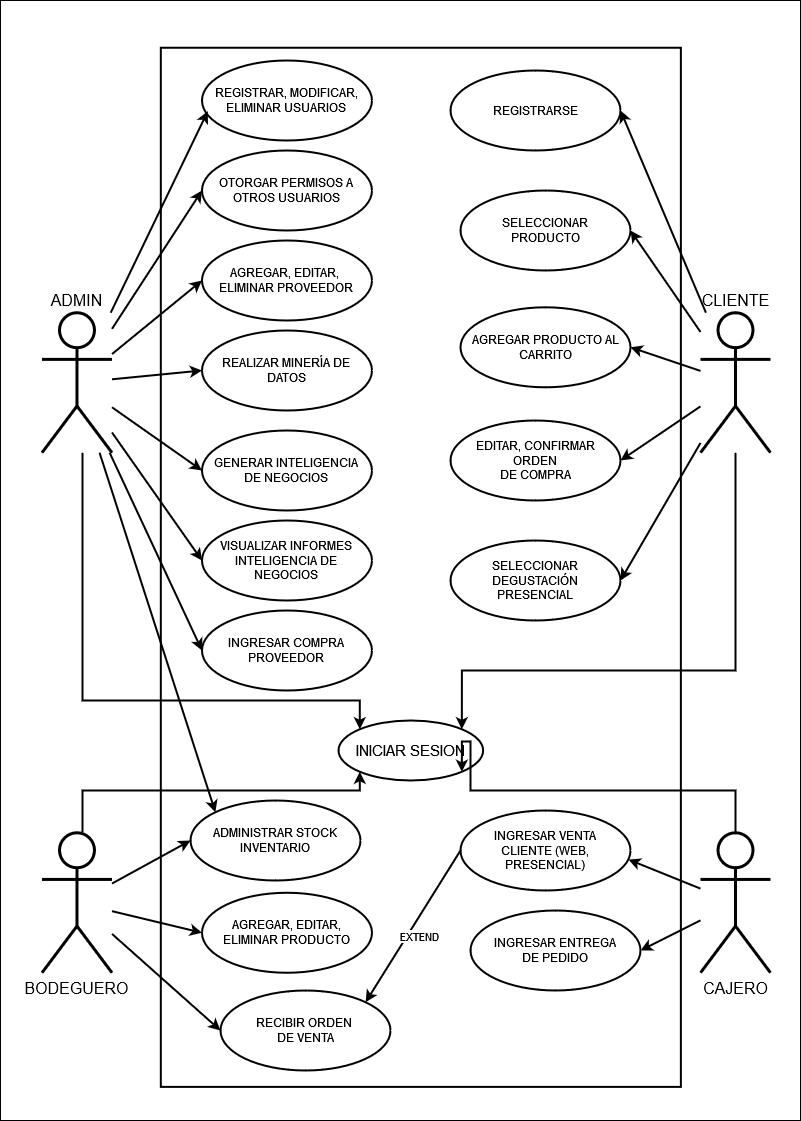 REGISTRAR, MODIFICAR,
ELIMINAR USUARIOS
REGISTRARSE
OTORGAR PERMISOS A
OTROS USUARIOS
SELECCIONAR
PRODUCTO
AGREGAR, EDITAR,
ELIMINAR PROVEEDOR
ADMIN
CLIENTE
REALIZAR MINERÍA DE
DATOS
AGREGAR PRODUCTO AL
CARRITO
GENERAR INTELIGENCIA
DE NEGOCIOS
EDITAR, CONFIRMAR
ORDEN
DE COMPRA
VISUALIZAR INFORMES
INTELIGENCIA DE
NEGOCIOS
SELECCIONAR
DEGUSTACIÓN
PRESENCIAL
INGRESAR COMPRA
PROVEEDOR
INICIAR SESION
ADMINISTRAR STOCK
INVENTARIO
INGRESAR VENTA
CLIENTE (WEB,
PRESENCIAL)
AGREGAR, EDITAR,
ELIMINAR PRODUCTO
EXTEND
INGRESAR ENTREGA
DE PEDIDO
BODEGUERO
CAJERO
RECIBIR ORDEN
DE VENTA